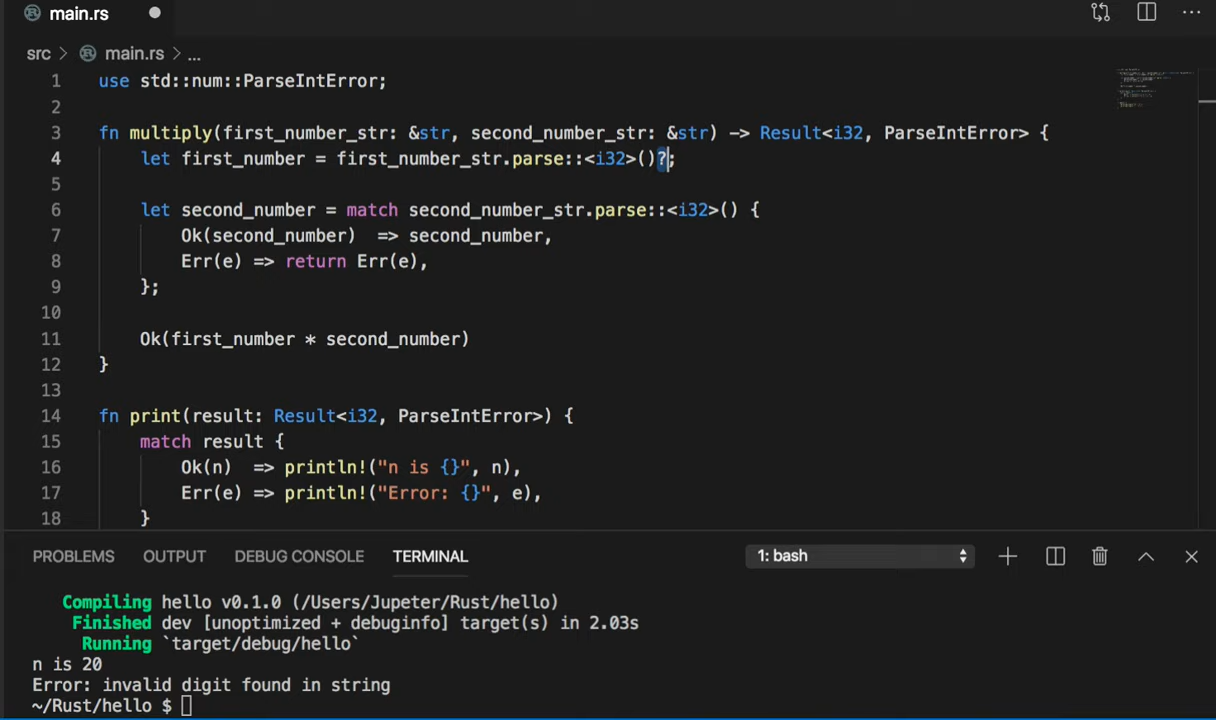 main.rs
src > main.rs > ...
1 use std::num::ParseIntError;
2
3 fn multiply(first_number_str: &str, second_number_str: &str) -> Result<i32, ParseIntError> {
4 let first_number = first_number_str.parse::<i32>()?;
5
6 let second_number = match second_number_str.parse::<i32>() {
7 Ok(second_number)  => second_number,
8 Err(e) => return Err(e),
9 };
10
11 Ok(first_number * second_number)
12 }
13
14 fn print(result: Result<i32, ParseIntError>) {
15 match result {
16 Ok(n)  => println!("n is {}", n),
17 Err(e) => println!("Error: {}", e),
18 }
PROBLEMS OUTPUT DEBUG CONSOLE TERMINAL 1: bash
Compiling hello v0.1.0 (/Users/Jupeter/Rust/hello)
Finished dev [unoptimized + debuginfo] target(s) in 2.03s
Running `target/debug/hello`
n is 20
Error: invalid digit found in string
~/Rust/hello $